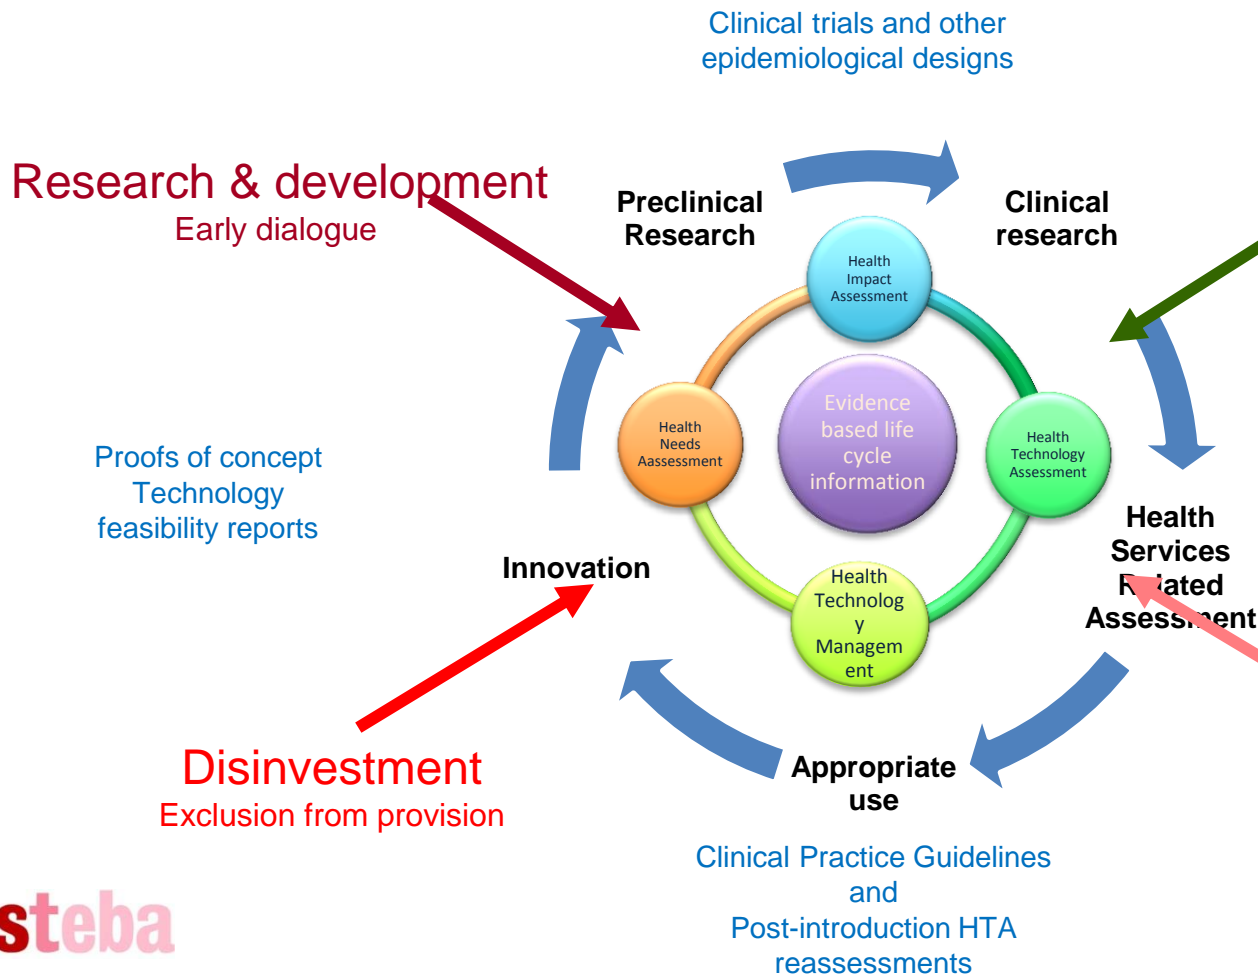 Clinical trials and other
epidemiological designs
Research & development
Early dialogue
Preclinical
Research
Clinical
research
Health
Impact
Assessment
Evidence
based life
cycle
information
Health
Needs
Aassessment
Health
Technology
Assessment
Proofs of concept
Technology
feasibility reports
Health
Services
Related
Assessment
Innovation
Health
Technolog
y
Managem
ent
Disinvestment
Exclusion from provision
Appropriate
use
Clinical Practice Guidelines
and
Post-introduction HTA
reassessments
steba